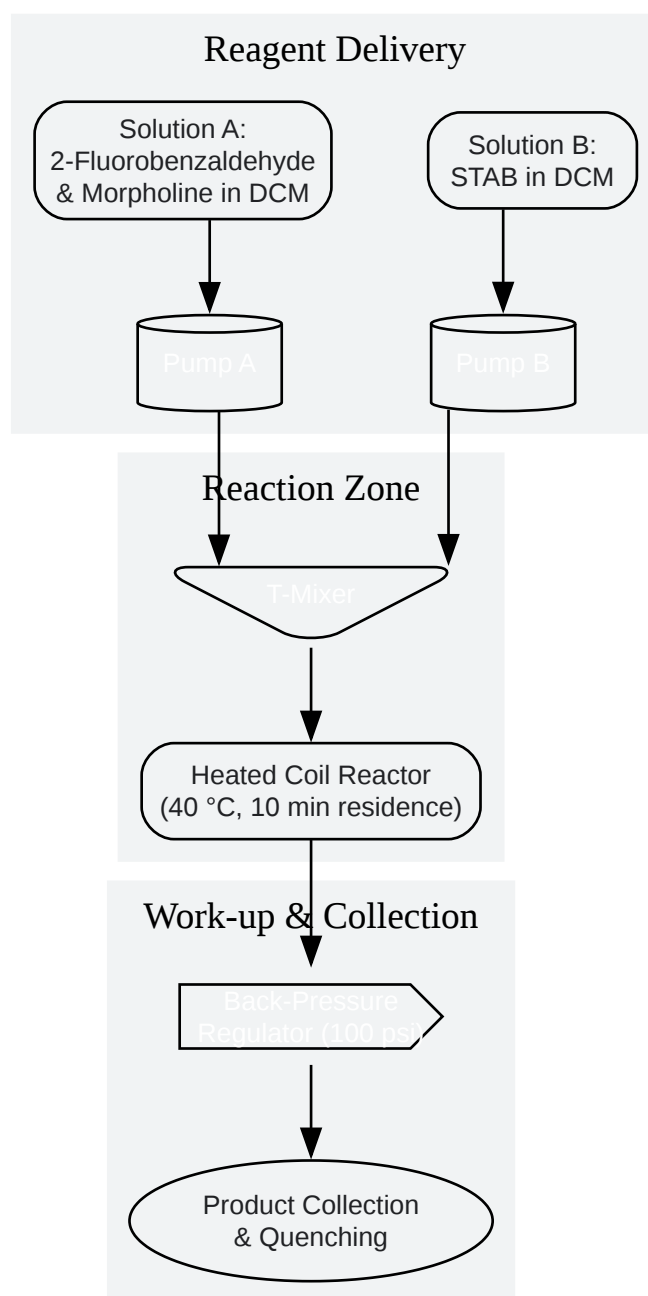 Reagent Delivery
Solution A:
2-Fluorobenzaldehyde
& Morpholine in DCM
Solution B:
STAB in DCM
Pump A
Pump B
Reaction Zone
T-Mixer
Heated Coil Reactor
(40 °C, 10 min residence)
Work-up & Collection
Back-Pressure
Regulator (100 psi)
Product Collection
& Quenching